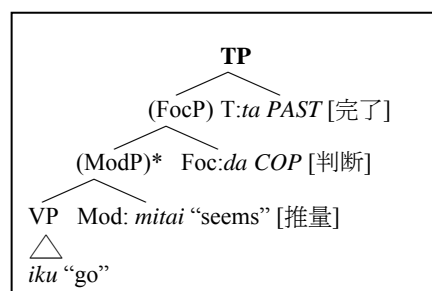 TP
(FocP) T:ta PAST [完了]
(ModP)* Foc:da COP [判断]
VP Mod: mitai “seems” [推量]
iku “go”